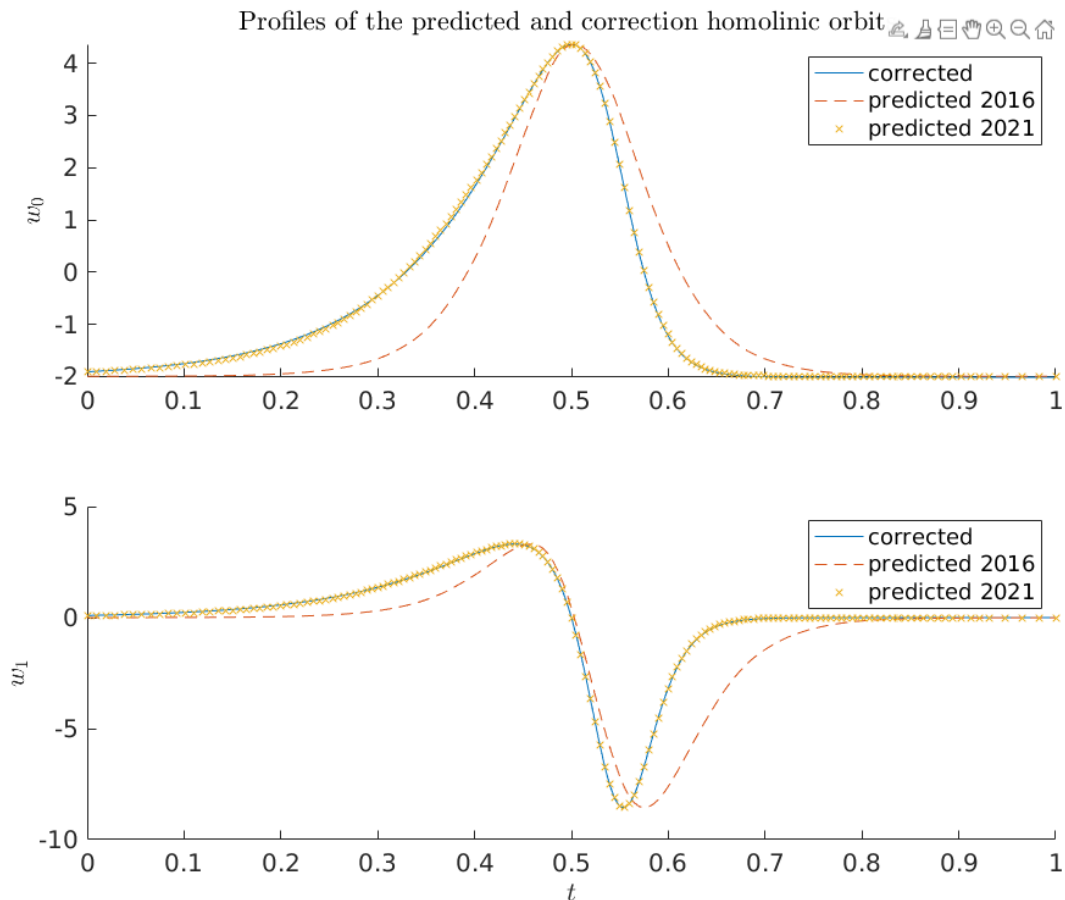 Profiles of the predicted and correction homolinic orbit
4
3
2
1
0
-1
-2
w0
corrected
predicted 2016
predicted 2021
0 0.1 0.2 0.3 0.4 0.5 0.6 0.7 0.8 0.9 1
5
0
-5
-10
w1
corrected
predicted 2016
predicted 2021
0 0.1 0.2 0.3 0.4 0.5 0.6 0.7 0.8 0.9 1
t